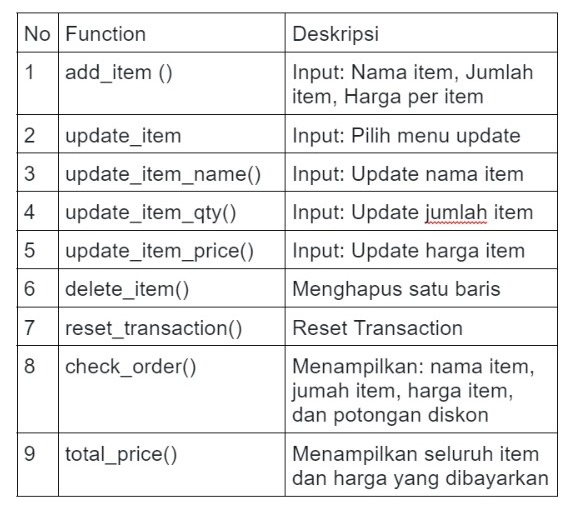 No Function Deskripsi
1 add_item () Input: Nama item, Jumlah
item, Harga per item
2 update_item Input: Pilih menu update
3 update_item_name() Input: Update nama item
4 update_item_qty() Input: Update jumlah item
5 update_item_price() Input: Update harga item
6 delete_item() Menghapus satu baris
7 reset_transaction() Reset Transaction
8 check_order() Menampilkan: nama item,
jumah item, harga item,
dan potongan diskon
9 total_price() Menampilkan seluruh item
dan harga yang dibayarkan